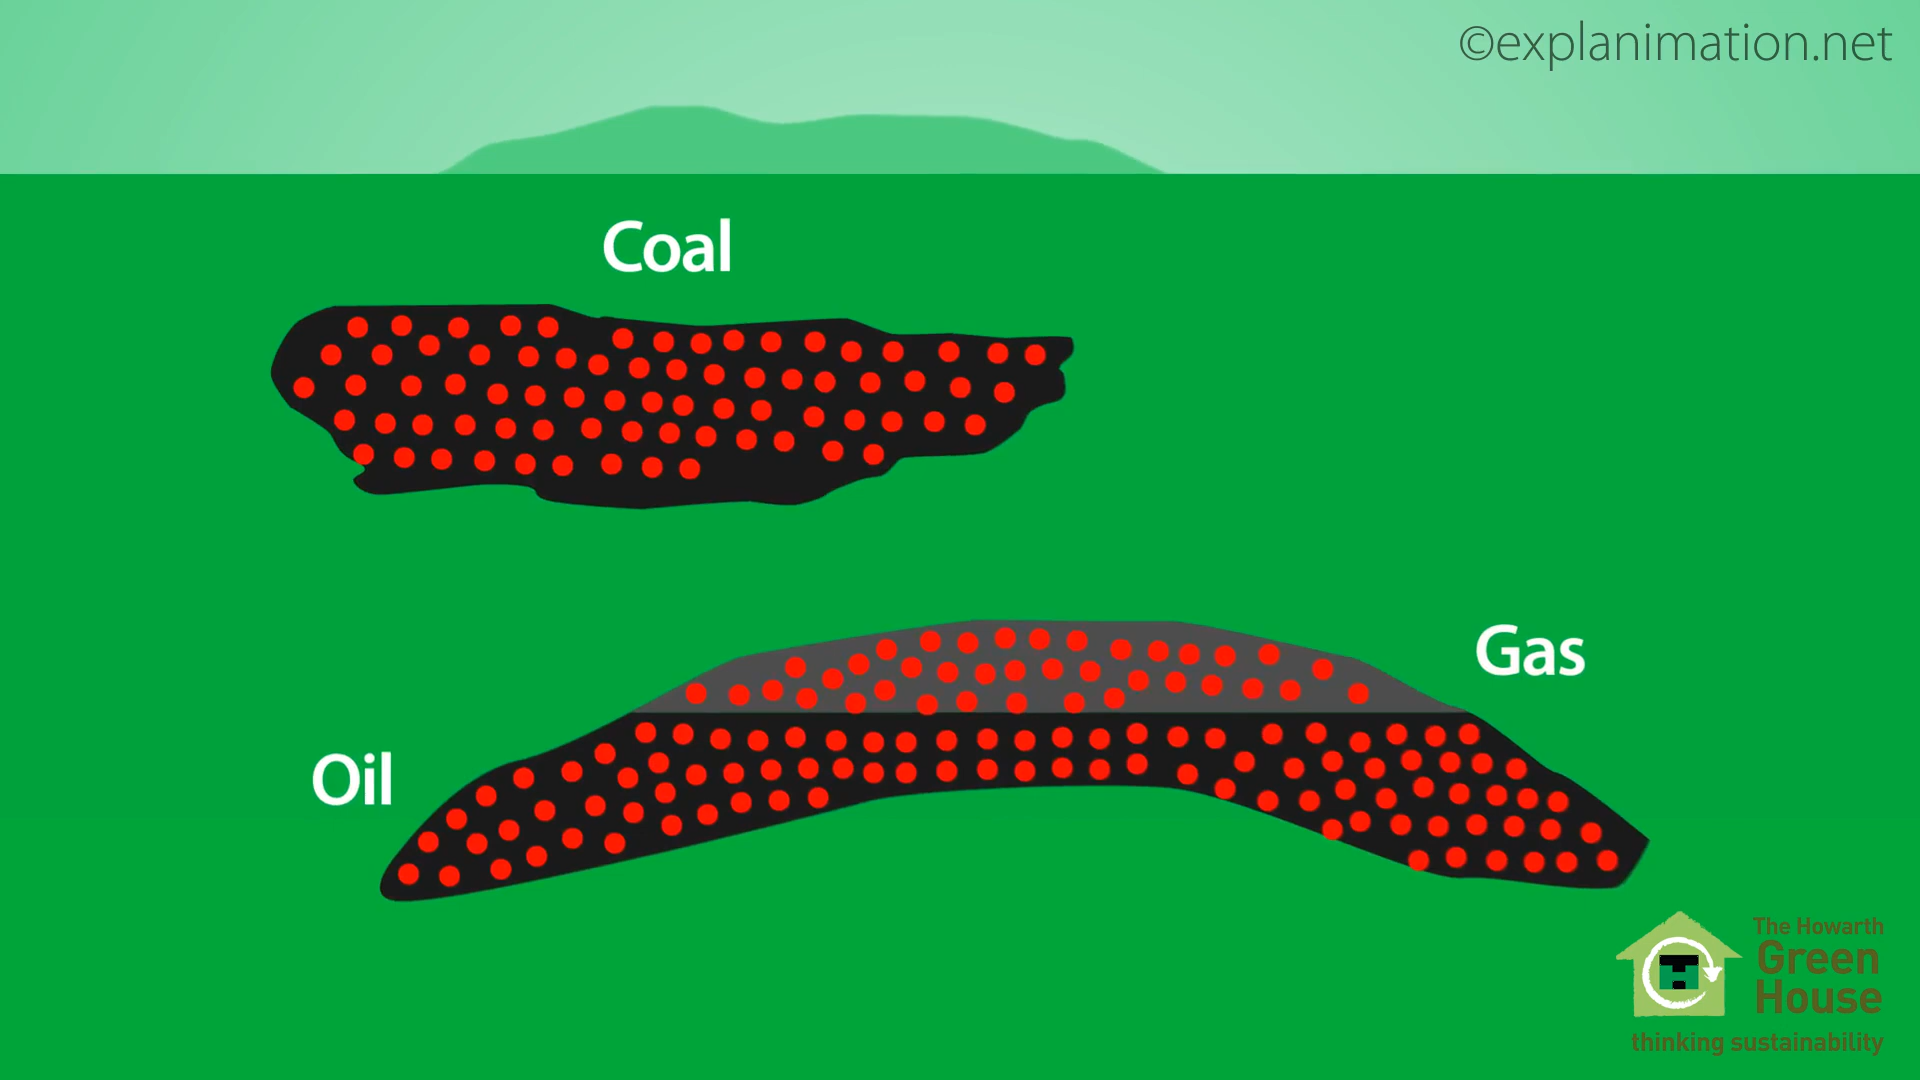 ©explanimation.net
Coal
Gas
Oil
The Howarth
Green
House
thinking sustainability